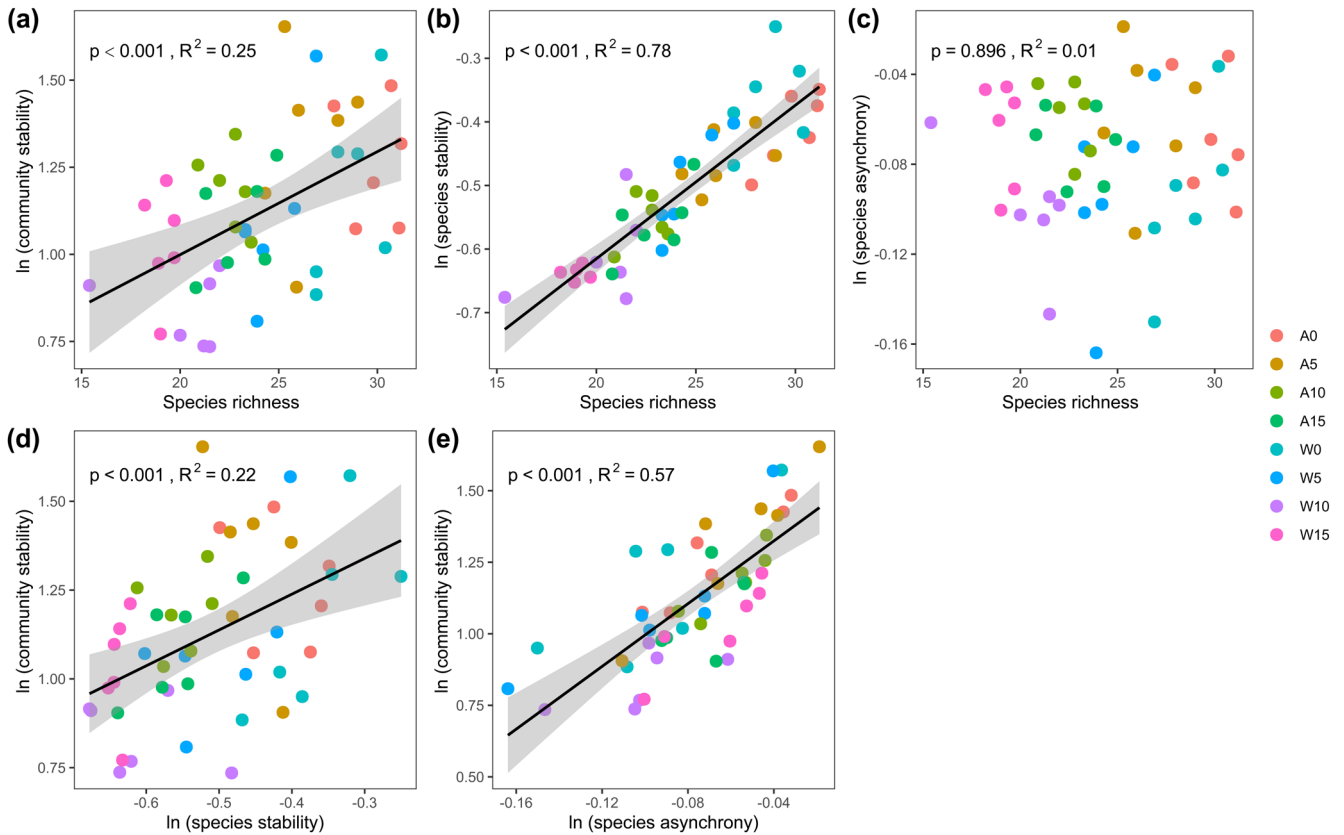 (a)
p < 0.001 , R² = 0.25
ln (community stability)
1.50
1.25
1.00
0.75
15 20 25 30
Species richness
(b)
p < 0.001 , R² = 0.78
ln (species stability)
-0.3
-0.4
-0.5
-0.6
-0.7
15 20 25 30
Species richness
(c)
p = 0.896 , R² = 0.01
ln (species asynchrony)
-0.04
-0.08
-0.12
-0.16
15 20 25 30
Species richness
A0
A5
A10
A15
W0
W5
W10
W15
(d)
p < 0.001 , R² = 0.22
ln (community stability)
1.50
1.25
1.00
0.75
-0.6 -0.5 -0.4 -0.3
ln (species stability)
(e)
p < 0.001 , R² = 0.57
ln (community stability)
1.50
1.25
1.00
0.75
0.50
-0.16 -0.12 -0.08 -0.04
ln (species asynchrony)